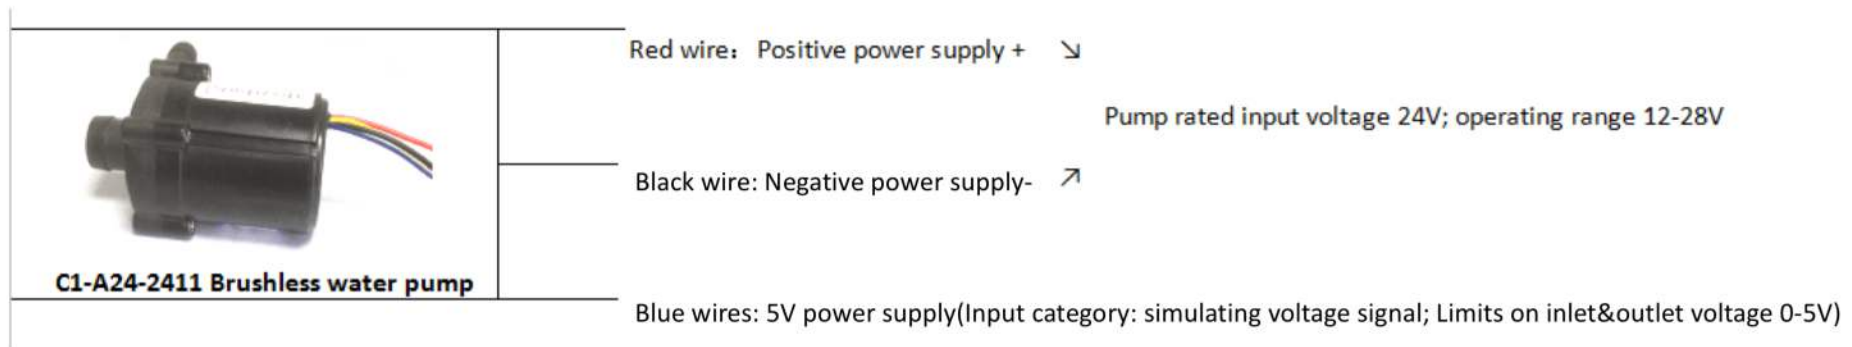 Red wire： Positive power supply + ↘
Pump rated input voltage 24V; operating range 12-28V
Black wire: Negative power supply- ↗
C1-A24-2411 Brushless water pump
Blue wires: 5V power supply(Input category: simulating voltage signal; Limits on inlet&outlet voltage 0-5V)